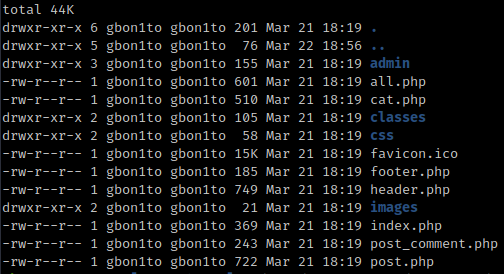 total 44K
drwxr-xr-x 6 gbon1to gbon1to 201 Mar 21 18:19 .
drwxr-xr-x 5 gbon1to gbon1to  76 Mar 22 18:56 ..
drwxr-xr-x 3 gbon1to gbon1to 155 Mar 21 18:19 admin
-rw-r--r-- 1 gbon1to gbon1to 601 Mar 21 18:19 all.php
-rw-r--r-- 1 gbon1to gbon1to 510 Mar 21 18:19 cat.php
drwxr-xr-x 2 gbon1to gbon1to 105 Mar 21 18:19 classes
drwxr-xr-x 2 gbon1to gbon1to  58 Mar 21 18:19 css
-rw-r--r-- 1 gbon1to gbon1to 15K Mar 21 18:19 favicon.ico
-rw-r--r-- 1 gbon1to gbon1to 185 Mar 21 18:19 footer.php
-rw-r--r-- 1 gbon1to gbon1to 749 Mar 21 18:19 header.php
drwxr-xr-x 2 gbon1to gbon1to  21 Mar 21 18:19 images
-rw-r--r-- 1 gbon1to gbon1to 369 Mar 21 18:19 index.php
-rw-r--r-- 1 gbon1to gbon1to 243 Mar 21 18:19 post_comment.php
-rw-r--r-- 1 gbon1to gbon1to 722 Mar 21 18:19 post.php